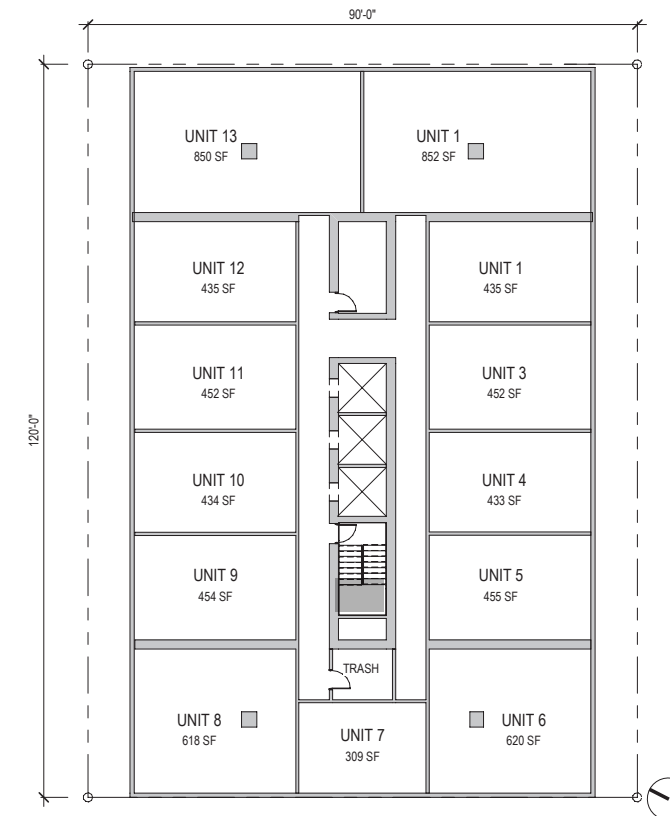 90'-0"
UNIT 13
850 SF
UNIT 1
852 SF
UNIT 12
435 SF
UNIT 1
435 SF
UNIT 11
452 SF
UNIT 3
452 SF
120'-0"
UNIT 10
434 SF
UNIT 4
433 SF
UNIT 9
454 SF
UNIT 5
455 SF
TRASH
UNIT 8
618 SF
UNIT 7
309 SF
UNIT 6
620 SF